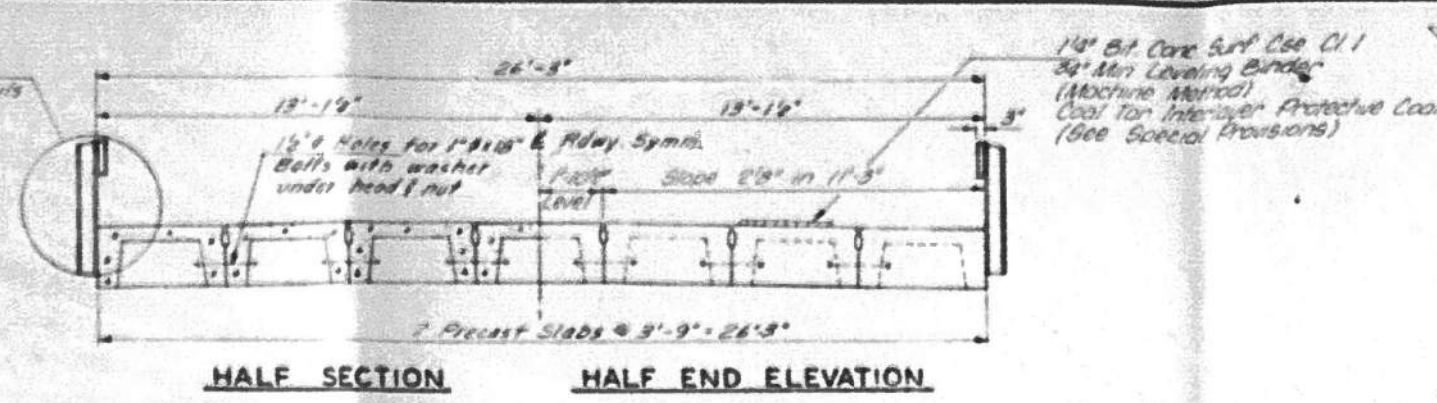 1¼" Bit. Conc Surf Cse Cl. I
¾" Min Leveling Binder
(Machine Method)
Coal Tar Interlayer Protective Coat
(See Special Provisions)
26'-3"
13'-1½"
13'-1½"
3"
1½" φ Holes for 1" φ x
Bolts with washer
under head & nut
℄ Rdwy. Symm.
Level
Slope 2⅝" in 11'-3"
7 Precast Slabs @ 3'-9" = 26'-3"
HALF SECTION
HALF END ELEVATION